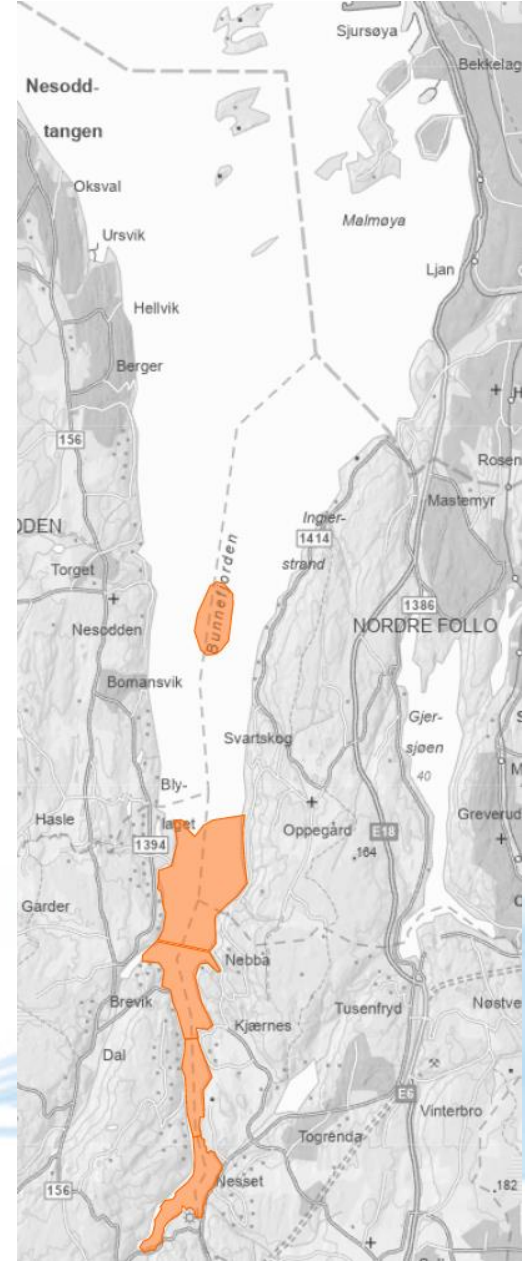 Sjursøya
Bekkelag
Nesodd-
tangen
Oksval
Malmøya
Ursvik
Ljan
Hellvik
Berger
156
Rosen
Mastemyr
Ingjer-
1414
strand
DDEN
Bunnefjorden
Torget
1386
Nesodden
NORDRE FOLLO
Bomansvik
Gjer-
Svartskog
sjøen
40
Bly-
laget
Hasle
Oppegård
E18
Greverud
1394
164
Garder
Nebba
Brevik
Tusenfryd
Nøstve
Kjærnes
Dal
E6
Vinterbro
Togrenda
Nesset
156
182